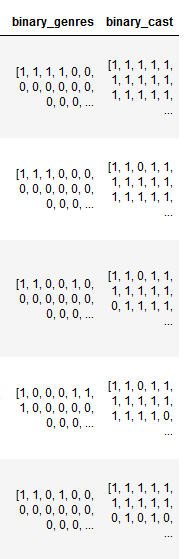 binary_genres binary_cast
[1, 1, 1, 1, 0, 0, [1, 1, 1, 1, 1,
0, 0, 0, 0, 0, 0, 1, 1, 1, 1, 1,
0, 0, 0, ... 1, 1, 1, 1, 1,
...
[1, 1, 1, 0, 0, 0, [1, 1, 0, 1, 1,
0, 0, 0, 0, 0, 0, 1, 1, 1, 1, 1,
0, 0, 0, ... 1, 1, 1, 1, 1,
...
[1, 1, 0, 0, 1, 0, [1, 1, 0, 1, 1,
0, 0, 0, 0, 0, 0, 1, 1, 1, 1, 1,
0, 0, 0, ... 0, 1, 1, 1, 1,
...
[1, 0, 0, 0, 1, 1, [1, 1, 0, 1, 1,
1, 0, 0, 0, 0, 0, 1, 1, 1, 1, 1,
0, 0, 0, ... 1, 1, 1, 1, 0,
...
[1, 1, 0, 1, 0, 0, [1, 1, 1, 1, 1,
0, 0, 0, 0, 0, 0, 1, 1, 1, 1, 1,
0, 0, 0, ... 0, 1, 0, 1, 0,
...